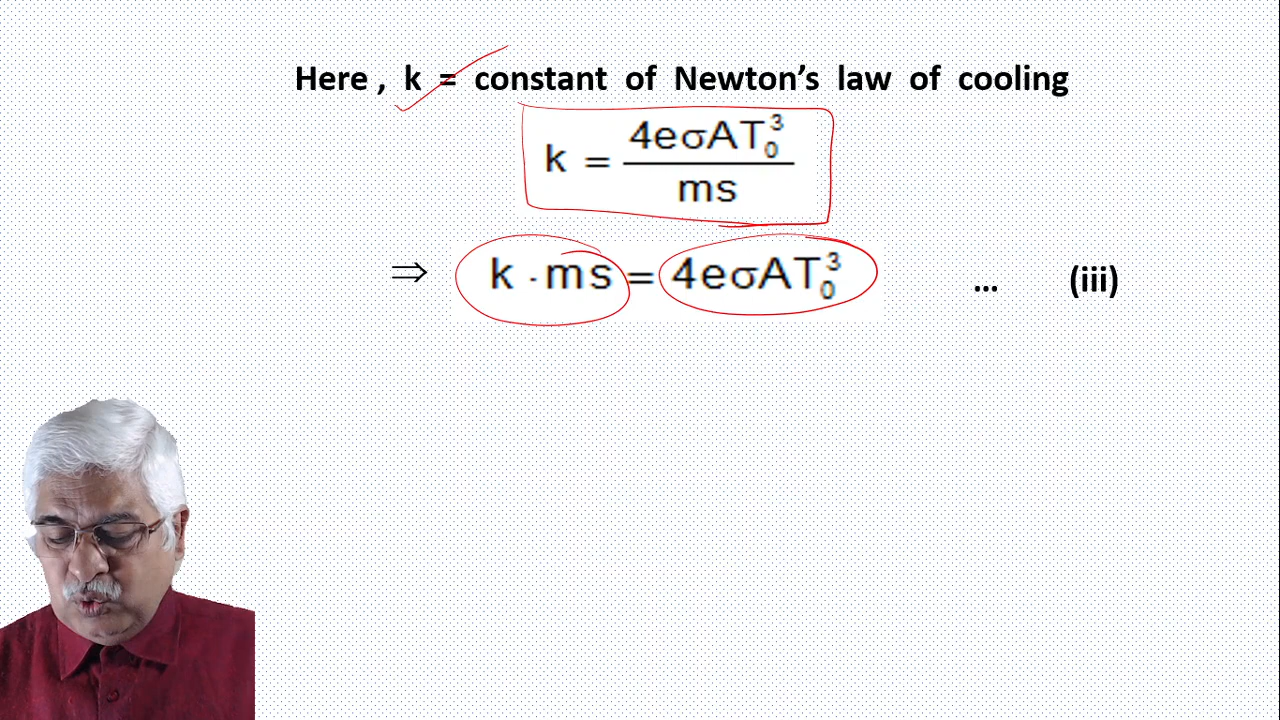 Here , k = constant of Newton's law of cooling
k = 4eσAT₀³ / ms
⇒ k · ms = 4eσAT₀³ ... (iii)